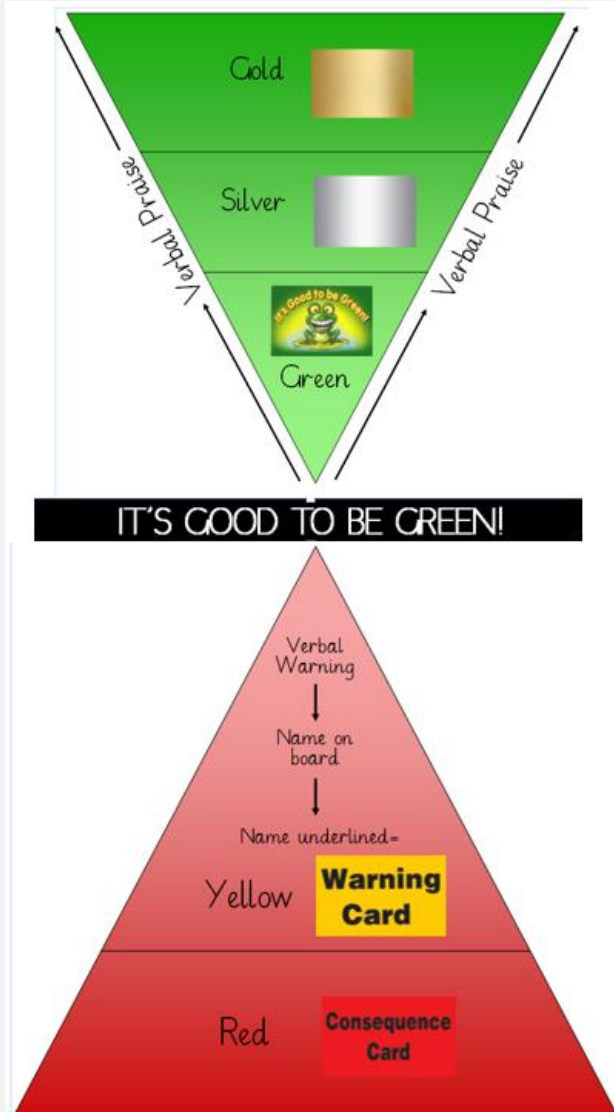 Gold
Verbal Praise
Verbal Praise
Silver
It's Good to be Green!
Green
IT'S GOOD TO BE GREEN!
Verbal
Warning
Name on
board
Name underlined=
Yellow
Warning
Card
Red
Consequence
Card